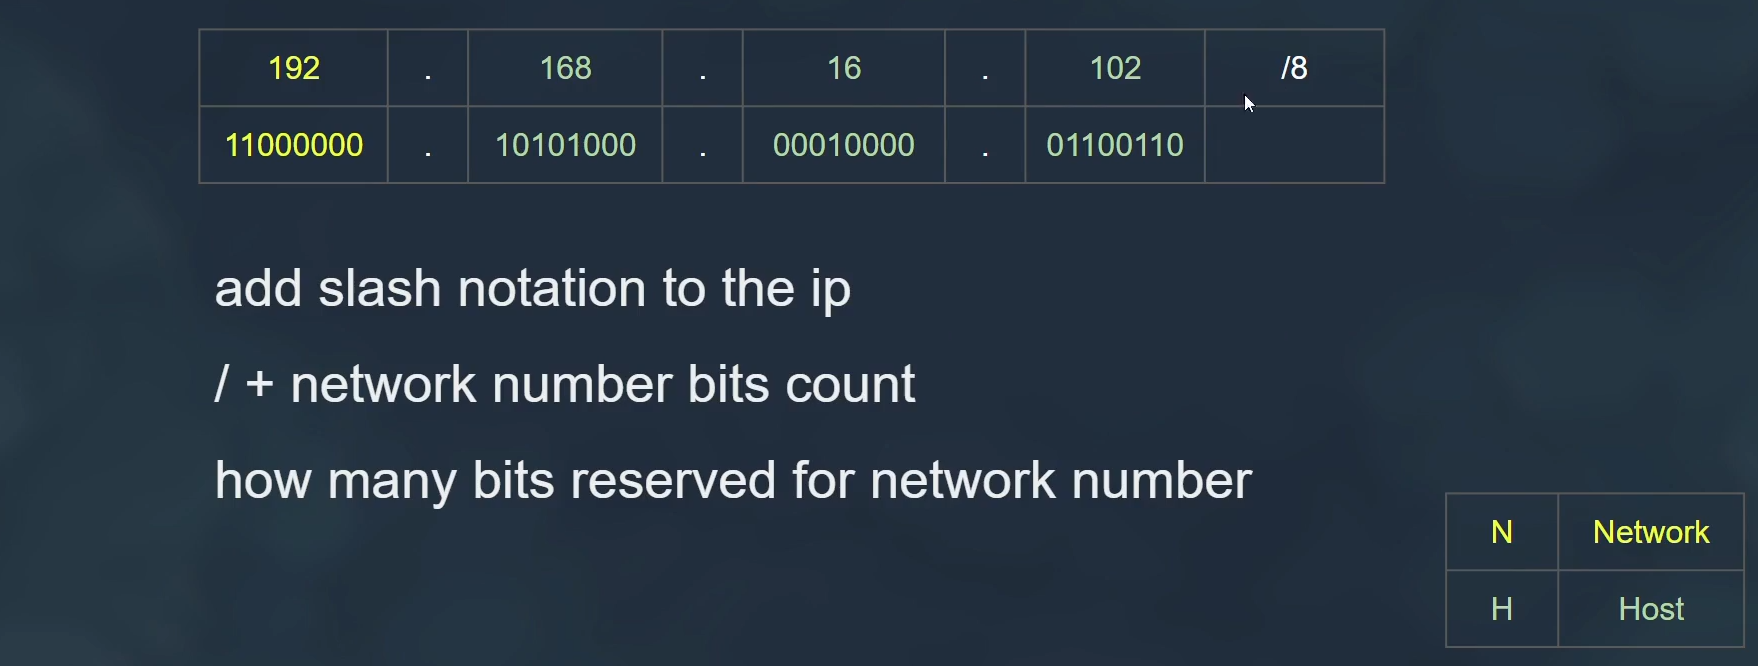 192 . 168 . 16 . 102 /8
11000000 . 10101000 . 00010000 . 01100110
add slash notation to the ip
/ + network number bits count
how many bits reserved for network number
N Network
H Host